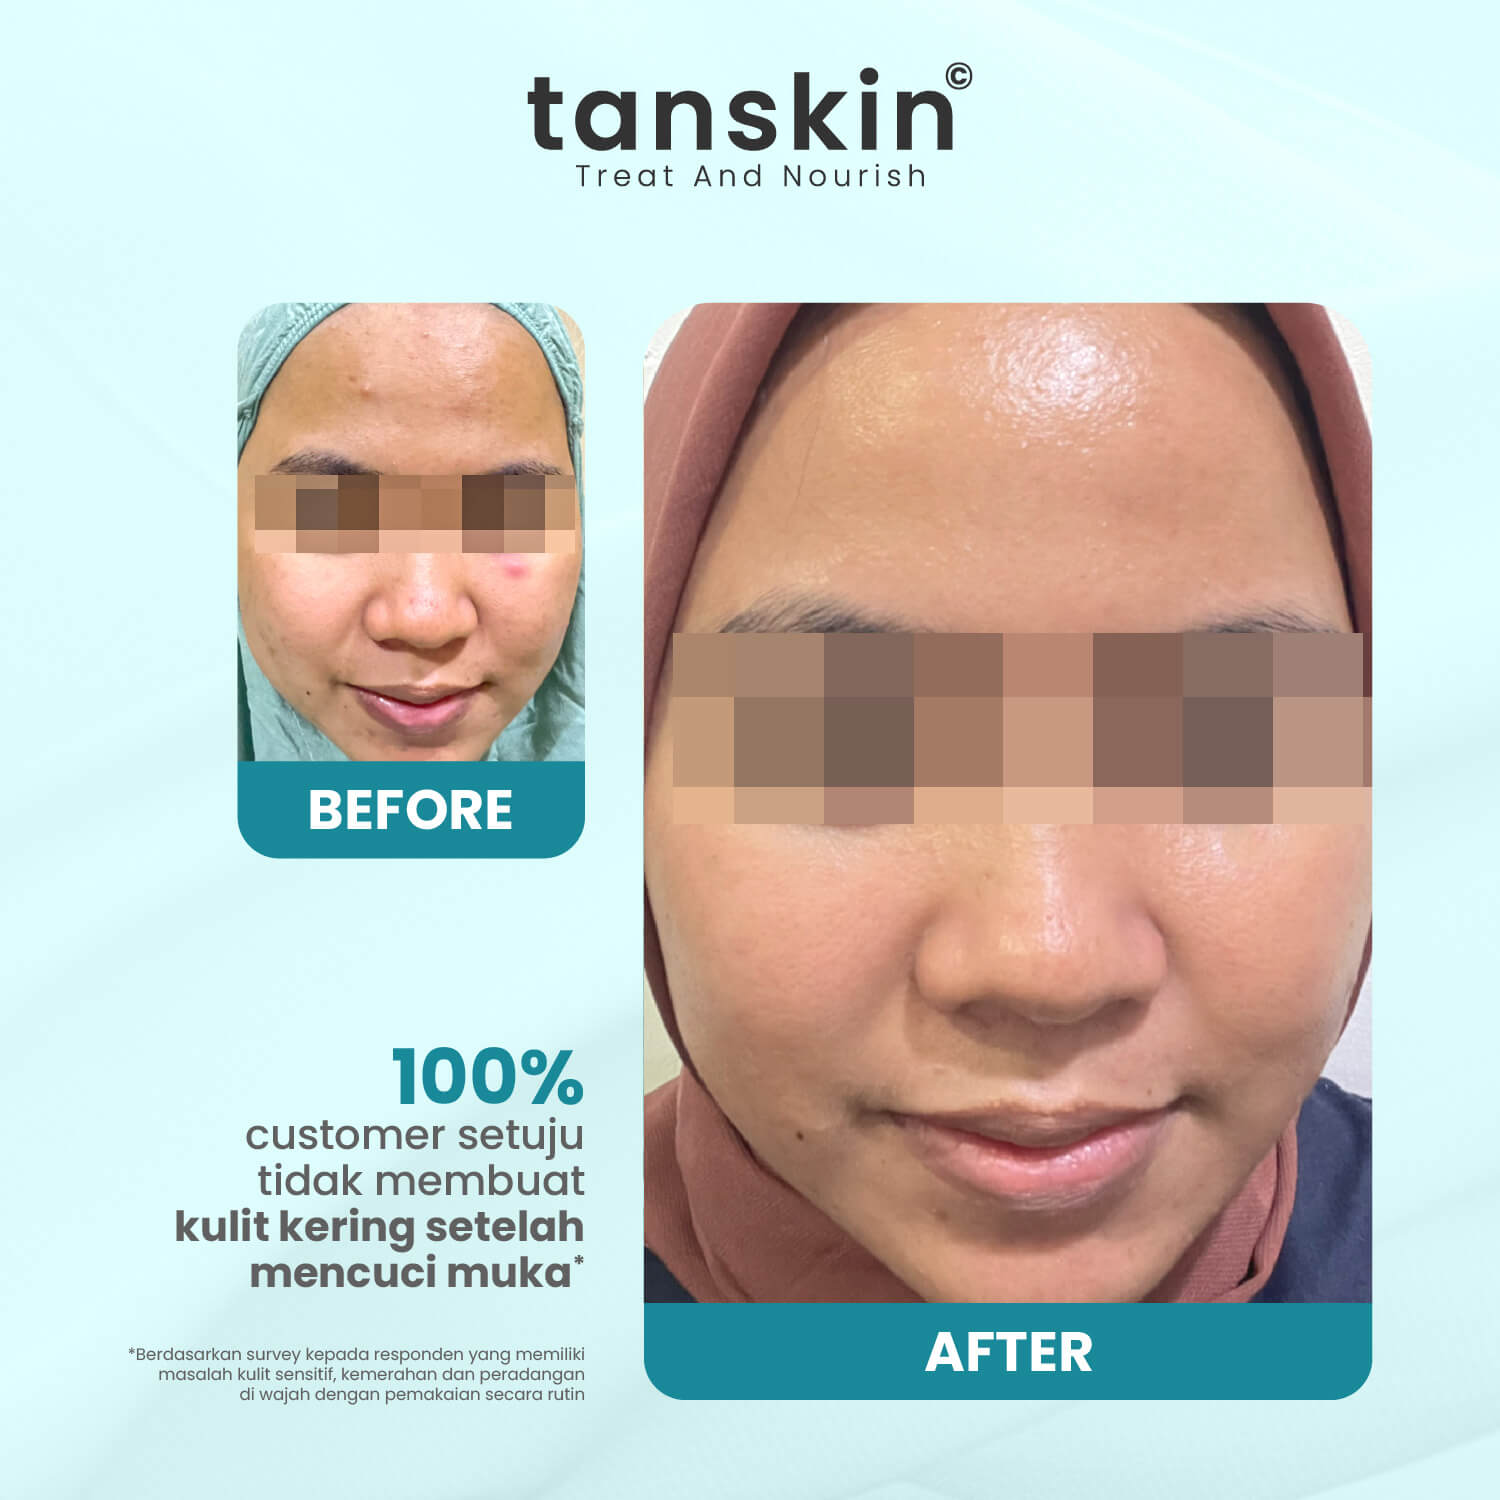 tanskin©
Treat And Nourish
BEFORE
100%
customer setuju
tidak membuat
kulit kering setelah
mencuci muka*
*Berdasarkan survey kepada responden yang memiliki
masalah kulit sensitif, kemerahan dan peradangan
di wajah dengan pemakaian secara rutin
AFTER